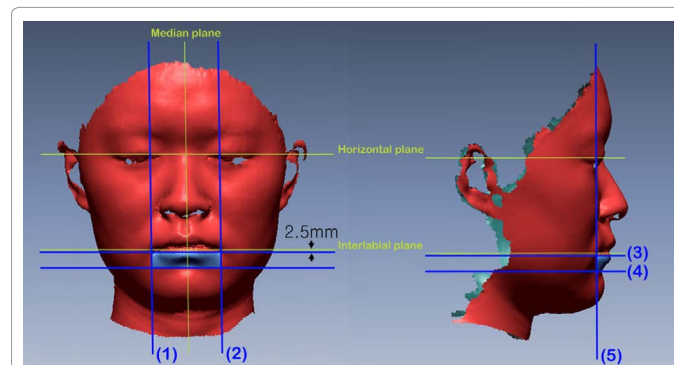 Median plane
Horizontal plane
2.5mm
Interlabial plane
(3)
(4)
(1)
(2)
(5)